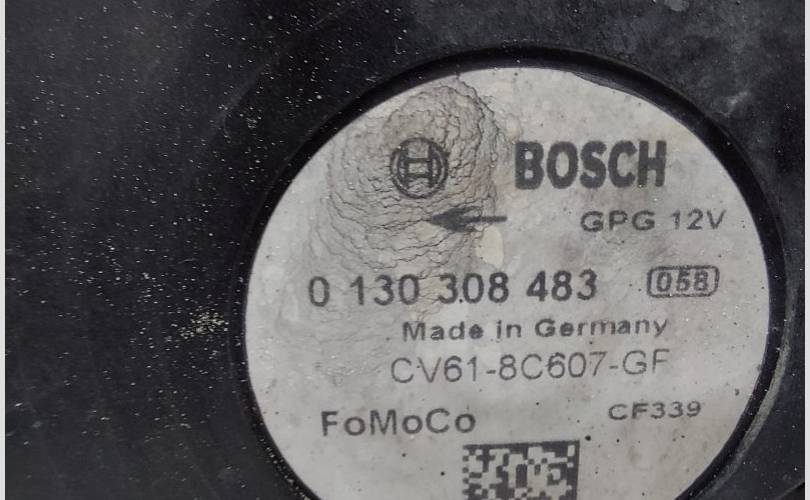 BOSCH
GPG 12V
0 130 308 483 058
Made in Germany
CV61-8C607-GF
FoMoCo CF339